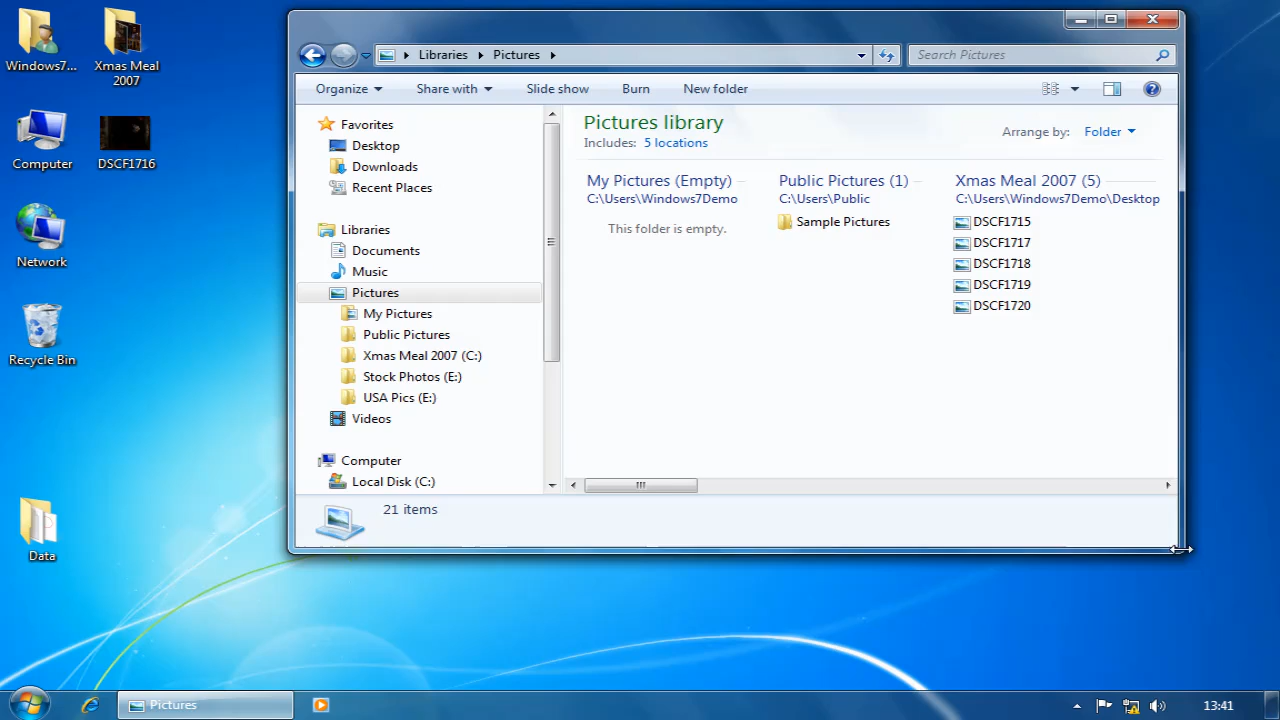 Windows7...
Xmas Meal
2007
Computer
DSCF1716
Network
Recycle Bin
Data
Libraries
Pictures
Search Pictures
Organize
Share with
Slide show
Burn
New folder
Favorites
Desktop
Downloads
Recent Places
Libraries
Documents
Music
Pictures
My Pictures
Public Pictures
Xmas Meal 2007 (C:)
Stock Photos (E:)
USA Pics (E:)
Videos
Computer
Local Disk (C:)
Pictures library
Includes: 5 locations
Arrange by: Folder
My Pictures (Empty)
C:\Users\Windows7Demo
This folder is empty.
Public Pictures (1)
C:\Users\Public
Sample Pictures
Xmas Meal 2007 (5)
C:\Users\Windows7Demo\Desktop
DSCF1715
DSCF1717
DSCF1718
DSCF1719
DSCF1720
21 items
Pictures
13:41